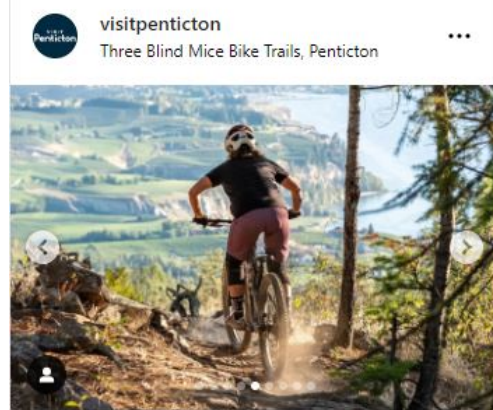 VISIT
Penticton
visitpenticton
Three Blind Mice Bike Trails, Penticton